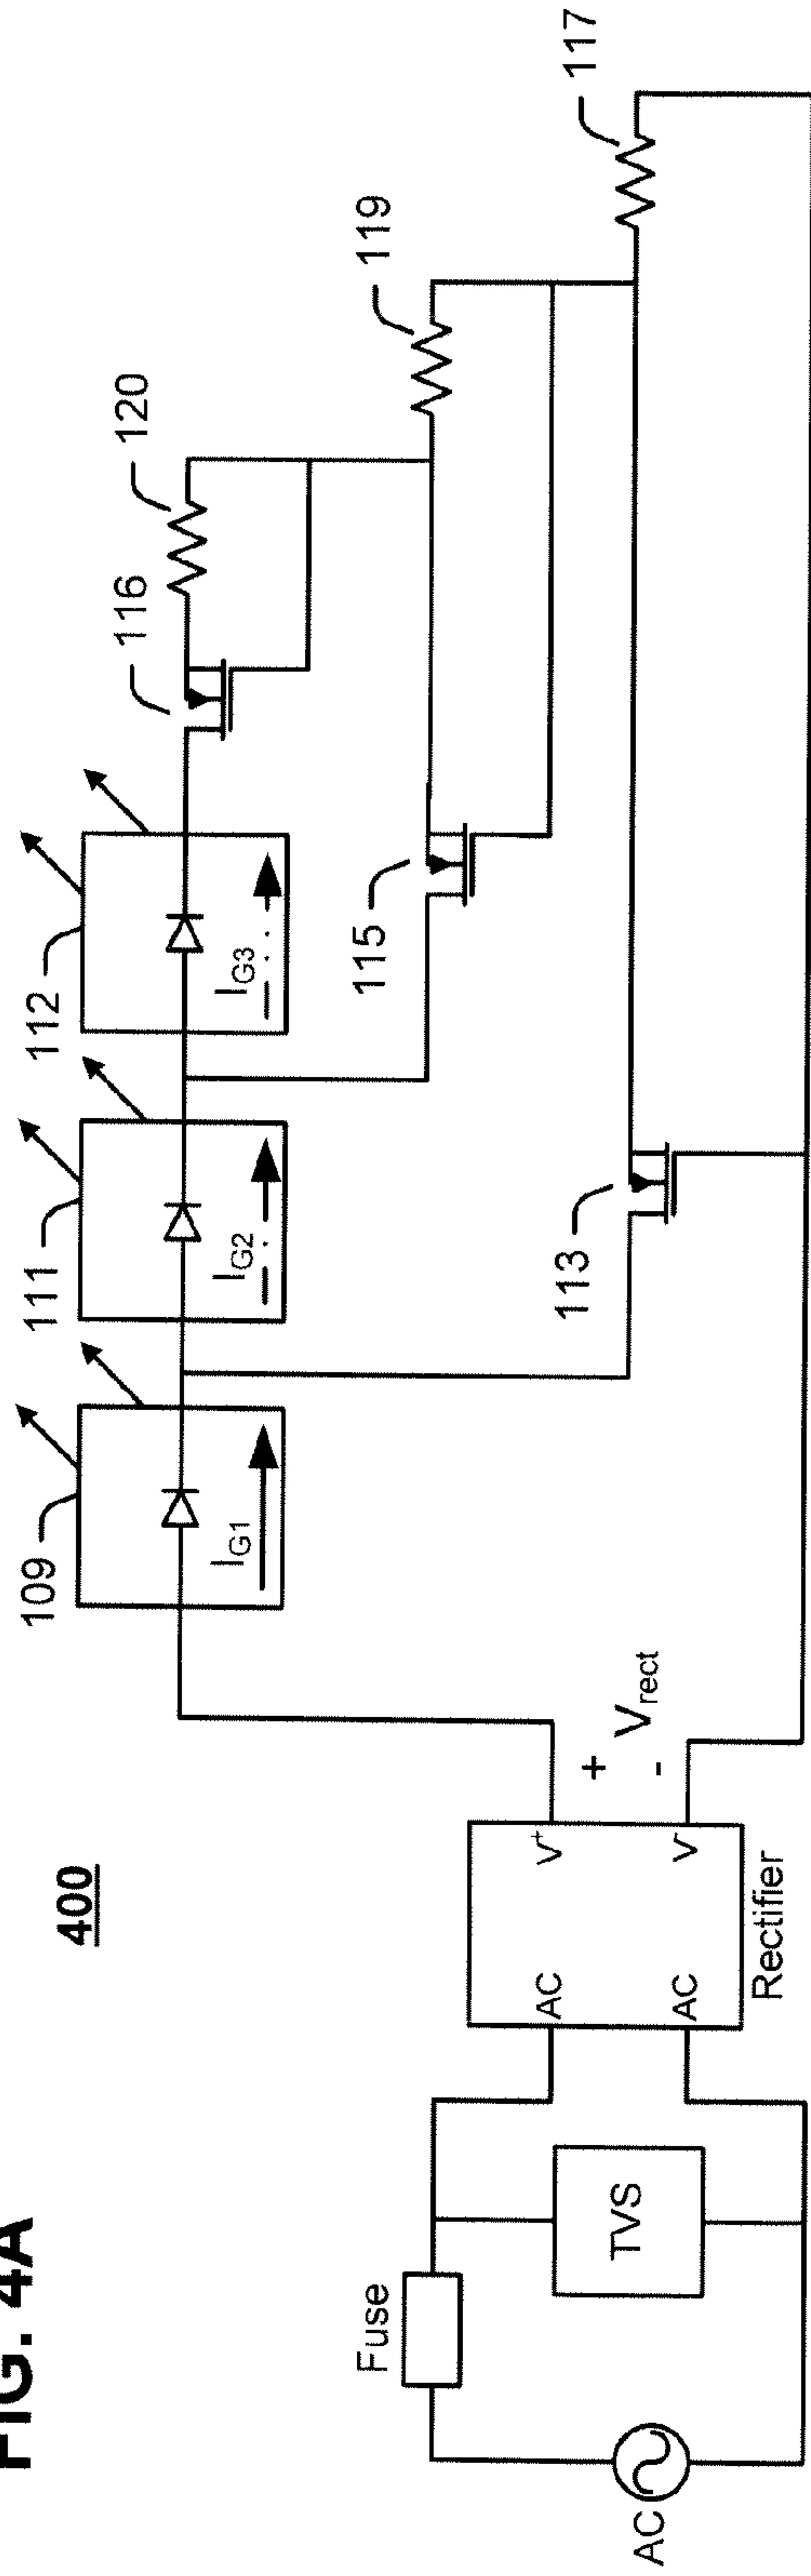 FIG. 4A
400
AC
Fuse
TVS
AC
AC
V+
V-
Rectifier
+
Vrect
-
109
IG1
111
IG2
112
IG3
113
115
116
120
119
117